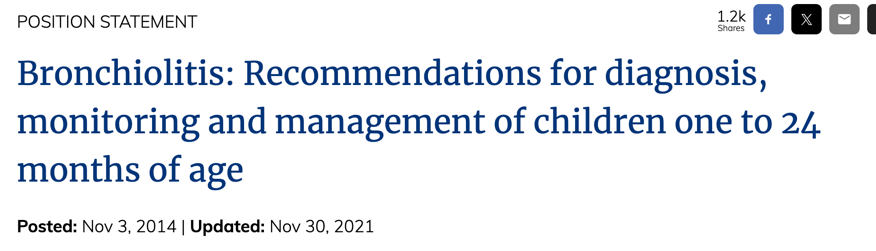 POSITION STATEMENT
1.2k
Shares
Bronchiolitis: Recommendations for diagnosis,
monitoring and management of children one to 24
months of age
Posted: Nov 3, 2014 | Updated: Nov 30, 2021